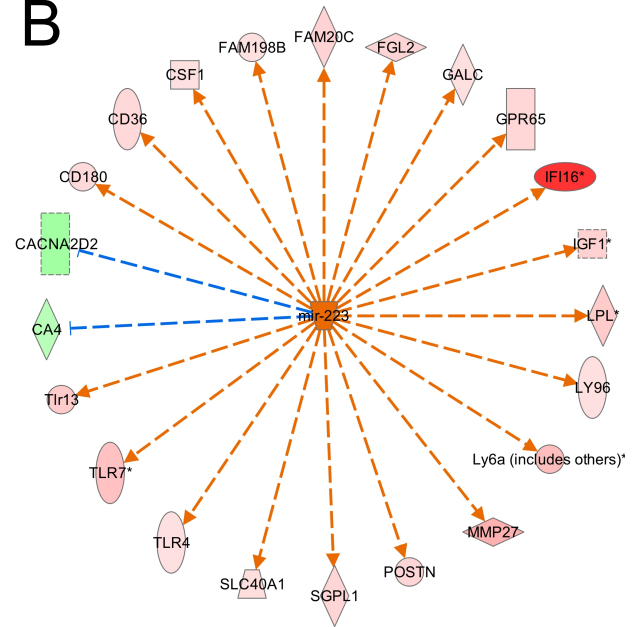 B
FAM20C
FAM198B
FGL2
CSF1
GALC
CD36
GPR65
CD180
IFI16*
CACNA2D2
IGF1*
mir-223
LPL*
CA4
LY96
Tlr13
Ly6a (includes others)*
TLR7*
MMP27
TLR4
POSTN
SLC40A1
SGPL1